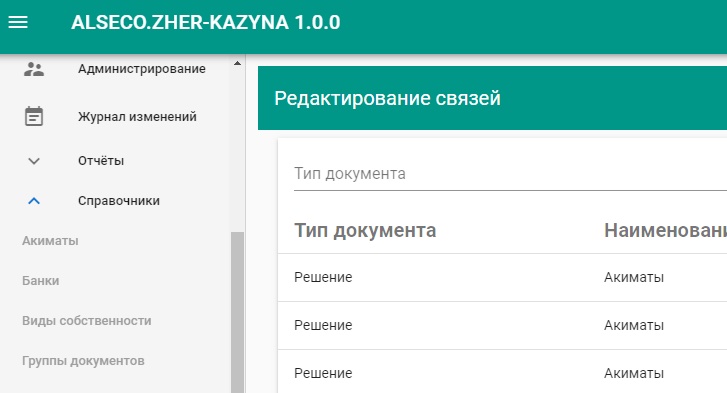 ALSECO.ZHER-KAZYNA 1.0.0
Администрирование
Журнал изменений
Отчёты
Справочники
Акиматы
Банки
Виды собственности
Группы документов
Редактирование связей
Тип документа
Тип документа Наименовани
Решение Акиматы
Решение Акиматы
Решение Акиматы